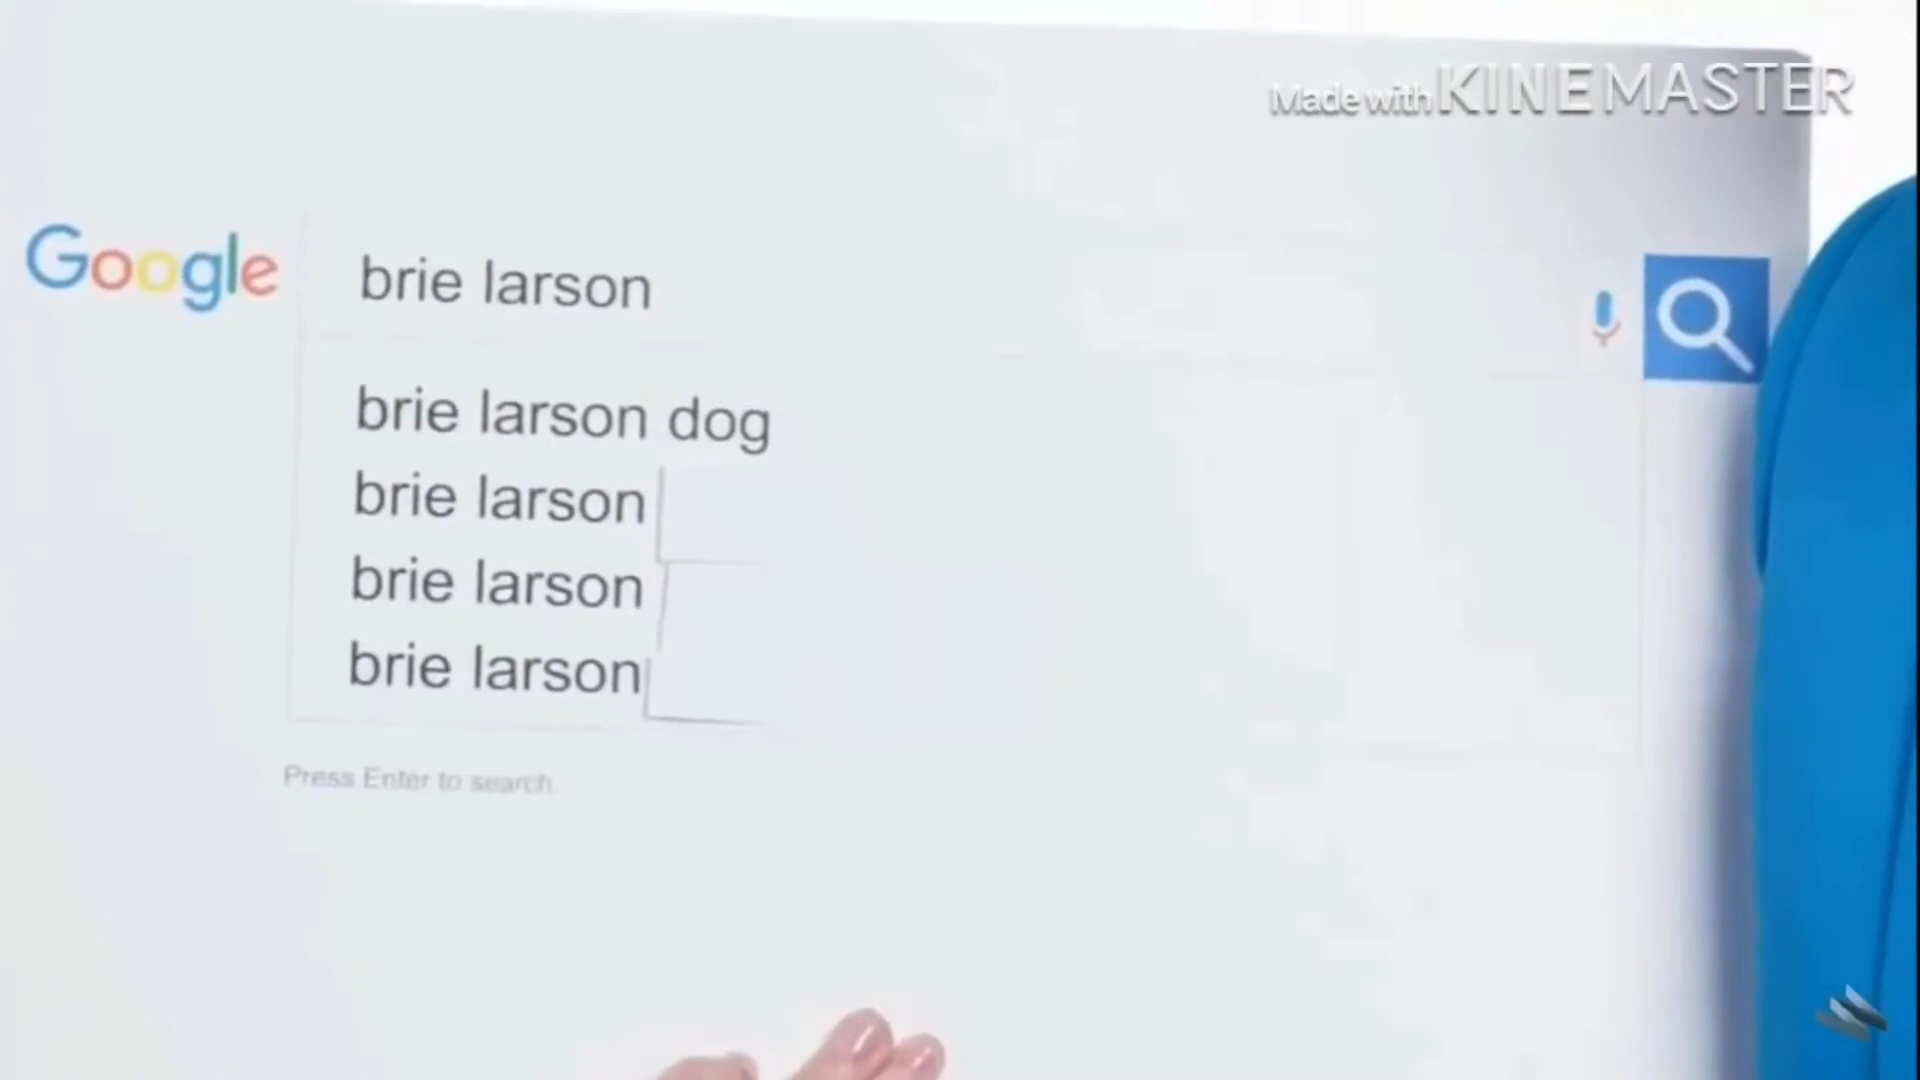 Made with KINEMASTER
Google brie larson
brie larson dog
brie larson
brie larson
brie larson
Press Enter to search.